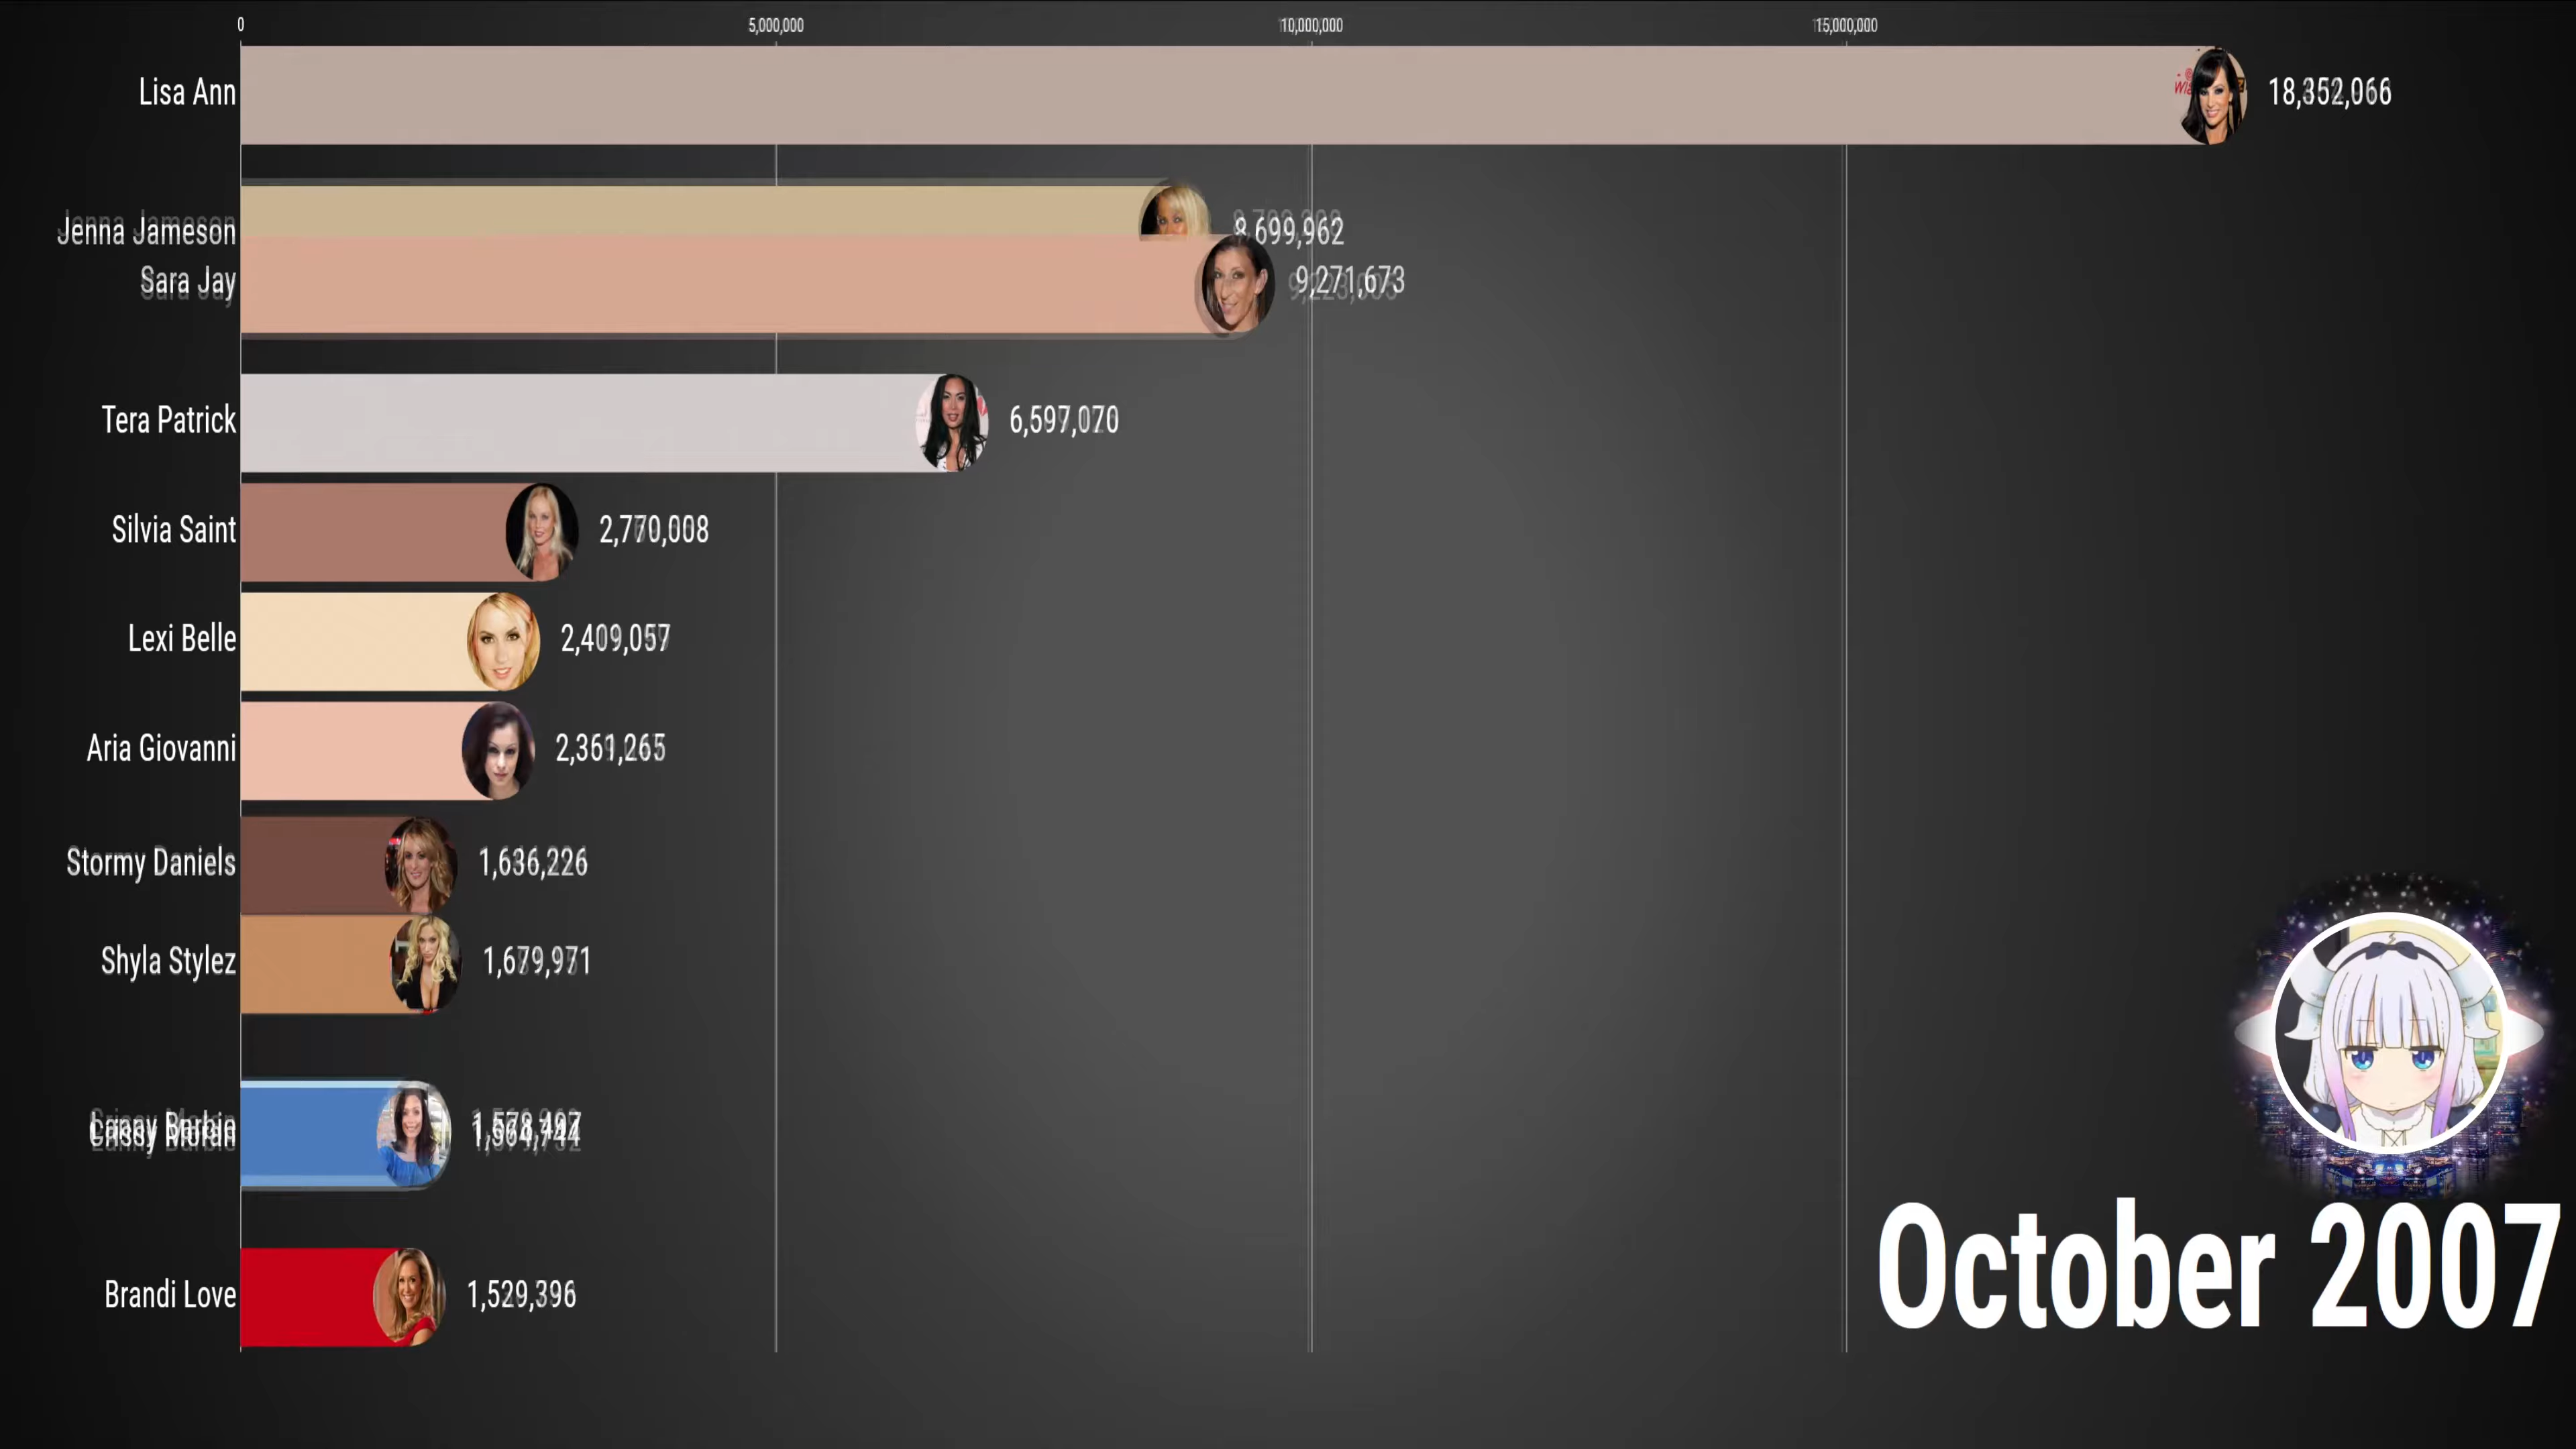 0 5,000,000 10,000,000 15,000,000
Lisa Ann 18,352,066
Jenna Jameson 8,699,962
Sara Jay 9,271,673
Tera Patrick 6,597,070
Silvia Saint 2,770,008
Lexi Belle 2,409,057
Aria Giovanni 2,361,265
Stormy Daniels 1,636,226
Shyla Stylez 1,679,971
Brandi Love 1,529,396
October 2007